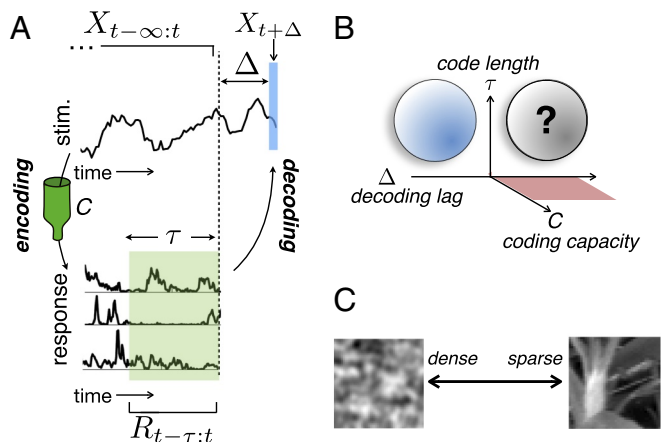 A
X_{t−∞:t}
X_{t+Δ}
...
Δ
stim.
time
encoding
C
decoding
τ
response
time
R_{t−τ:t}
B
code length
τ
?
Δ
decoding lag
C
coding capacity
C
dense
sparse